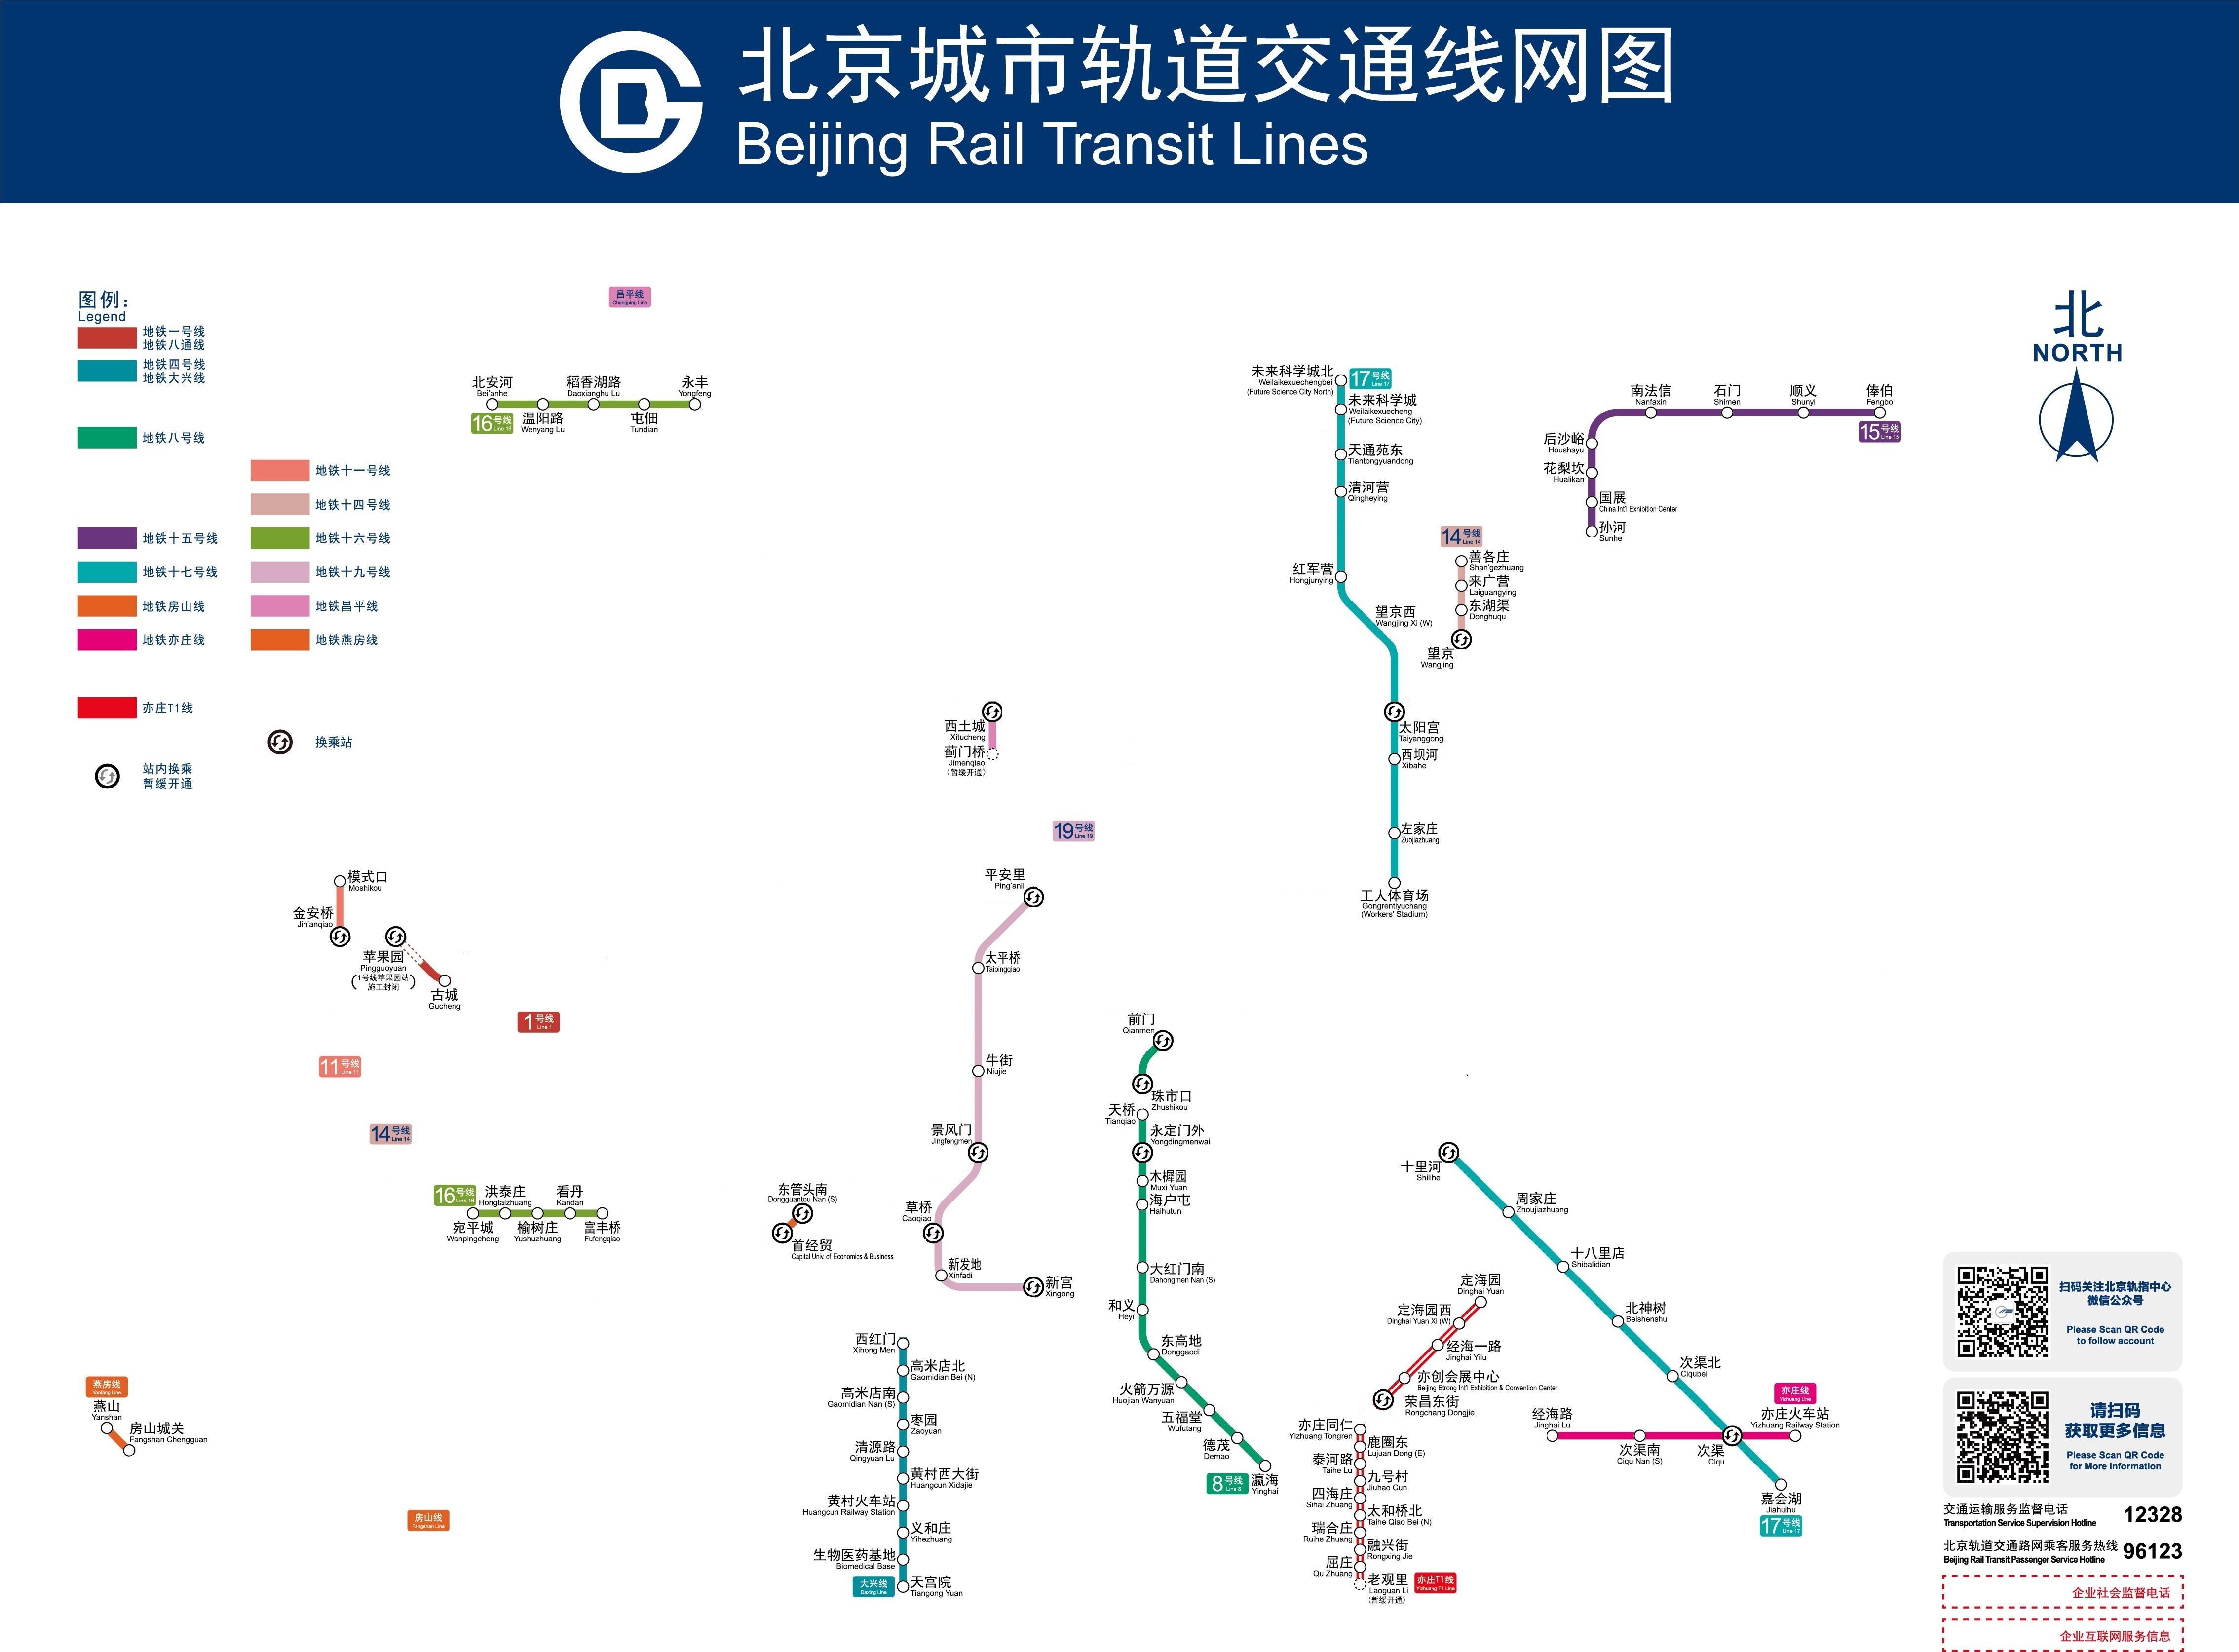 北京城市轨道交通线网图
Beijing Rail Transit Lines
图例：
Legend
地铁一号线
地铁八通线
地铁四号线
地铁大兴线
地铁八号线
地铁十一号线
地铁十四号线
地铁十五号线
地铁十六号线
地铁十七号线
地铁十九号线
地铁房山线
地铁昌平线
地铁亦庄线
地铁燕房线
亦庄T1线
换乘站
站内换乘
暂缓开通
北
NORTH
昌平线
Changping Line
北安河
Bei'anhe
稻香湖路
Daoxianghu Lu
永丰
Yongfeng
16号线
Line 16
温阳路
Wenyang Lu
屯佃
Tundian
未来科学城北
Weilaikexuechengbei
(Future Science City North)
17号线
Line 17
未来科学城
Weilaikexuecheng
(Future Science City)
天通苑东
Tiantongyuandong
清河营
Qingheying
红军营
Hongjunying
望京西
Wangjing Xi (W)
太阳宫
Taiyanggong
西坝河
Xibahe
左家庄
Zuojiazhuang
工人体育场
Gongrentiyuchang
(Workers' Stadium)
14号线
Line 14
善各庄
Shan'gezhuang
来广营
Laiguangying
东湖渠
Donghuqu
望京
Wangjing
南法信
Nanfaxin
石门
Shimen
顺义
Shunyi
俸伯
Fengbo
15号线
Line 15
后沙峪
Houshayu
花梨坎
Hualikan
国展
China Int'l Exhibition Center
孙河
Sunhe
西土城
Xitucheng
蓟门桥
Jimenqiao
（暂缓开通）
19号线
Line 19
平安里
Ping'anli
太平桥
Taipingqiao
牛街
Niujie
景风门
Jingfengmen
草桥
Caoqiao
新发地
Xinfadi
新宫
Xingong
模式口
Moshikou
金安桥
Jin'anqiao
苹果园
Pingguoyuan
(1号线苹果园站
施工封闭)
古城
Gucheng
1号线
Line 1
11号线
Line 11
14号线
Line 14
16号线
Line 16
洪泰庄
Hongtaizhuang
看丹
Kandan
宛平城
Wanpingcheng
榆树庄
Yushuzhuang
富丰桥
Fufengqiao
东管头南
Dongguantou Nan (S)
首经贸
Capital Univ. of Economics & Business
前门
Qianmen
珠市口
Zhushikou
天桥
Tianqiao
永定门外
Yongdingmenwai
木樨园
Muxi Yuan
海户屯
Haihutun
大红门南
Dahongmen Nan (S)
和义
Heyi
东高地
Donggaodi
火箭万源
Huojian Wanyuan
五福堂
Wufutang
德茂
Demao
8号线
Line 8
瀛海
Yinghai
西红门
Xihong Men
高米店北
Gaomidian Bei (N)
高米店南
Gaomidian Nan (S)
枣园
Zaoyuan
清源路
Qingyuan Lu
黄村西大街
Huangcun Xidajie
黄村火车站
Huangcun Railway Station
义和庄
Yihezhuang
生物医药基地
Biomedical Base
大兴线
Daxing Line
天宫院
Tiangong Yuan
燕房线
Yanfang Line
燕山
Yanshan
房山城关
Fangshan Chengguan
房山线
Fangshan Line
十里河
Shilihe
周家庄
Zhoujiazhuang
十八里店
Shibalidian
北神树
Beishenshu
次渠北
Ciqubei
次渠
Ciqu
嘉会湖
Jiahuihu
17号线
Line 17
经海路
Jinghai Lu
次渠南
Ciqu Nan (S)
亦庄线
Yizhuang Line
亦庄火车站
Yizhuang Railway Station
定海园
Dinghai Yuan
定海园西
Dinghai Yuan Xi (W)
经海一路
Jinghai Yilu
亦创会展中心
Beijing Etrong Int'l Exhibition & Convention Center
荣昌东街
Rongchang Dongjie
亦庄同仁
Yizhuang Tongren
鹿圈东
Lujuan Dong (E)
泰河路
Taihe Lu
九号村
Jiuhao Cun
四海庄
Sihai Zhuang
太和桥北
Taihe Qiao Bei (N)
瑞合庄
Ruihe Zhuang
融兴街
Rongxing Jie
屈庄
Qu Zhuang
老观里
Laoguan Li
（暂缓开通）
亦庄T1线
Yizhuang T1 Line
扫码关注北京轨指中心
微信公众号
Please Scan QR Code
to follow account
请扫码
获取更多信息
Please Scan QR Code
for More Information
交通运输服务监督电话
Transportation Service Supervision Hotline
12328
北京轨道交通路网乘客服务热线
Beijing Rail Transit Passenger Service Hotline
96123
企业社会监督电话
企业互联网服务信息